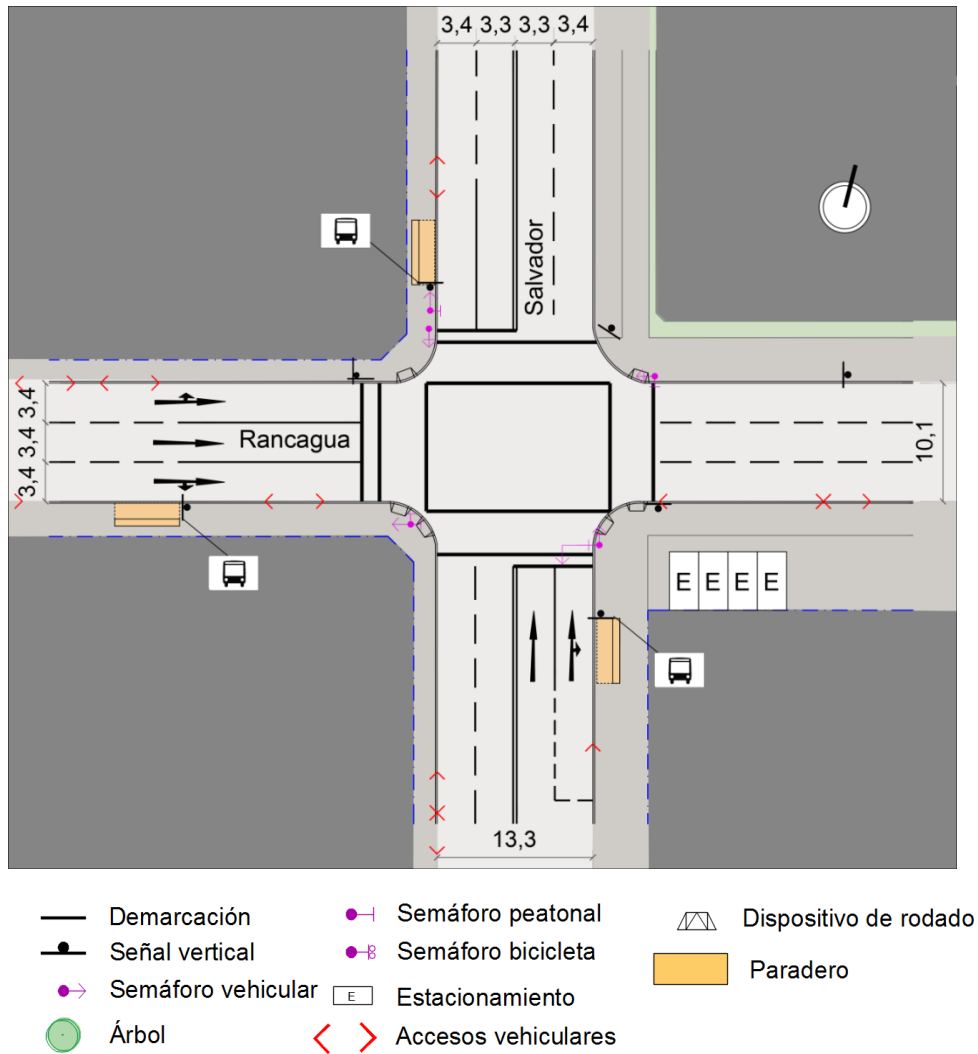 3,4 3,3 3,3 3,4
Salvador
3,4
3,4
3,4
Rancagua
10,1
E E E E
13,3
Demarcación
Señal vertical
Semáforo vehicular
Árbol
Semáforo peatonal
Semáforo bicicleta
E Estacionamiento
Accesos vehiculares
Dispositivo de rodado
Paradero